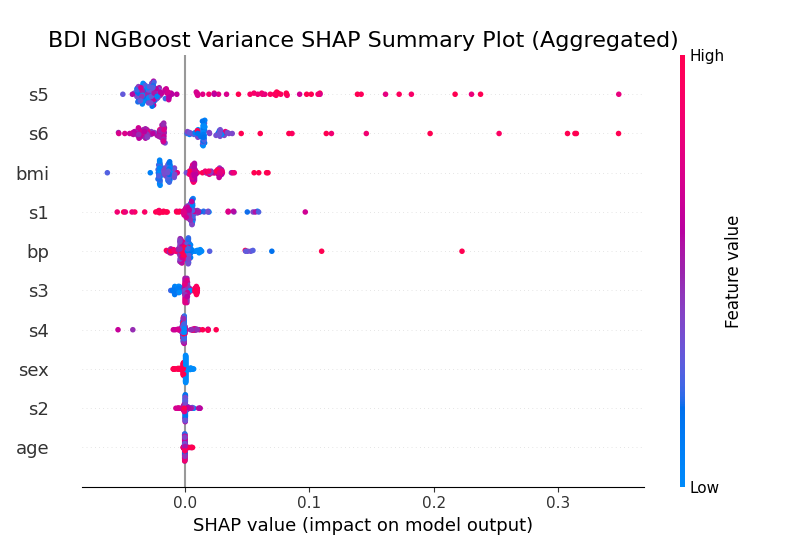 BDI NGBoost Variance SHAP Summary Plot (Aggregated)
High
s5
s6
bmi
s1
bp
s3
s4
sex
s2
age
Feature value
Low
0.0 0.1 0.2 0.3
SHAP value (impact on model output)